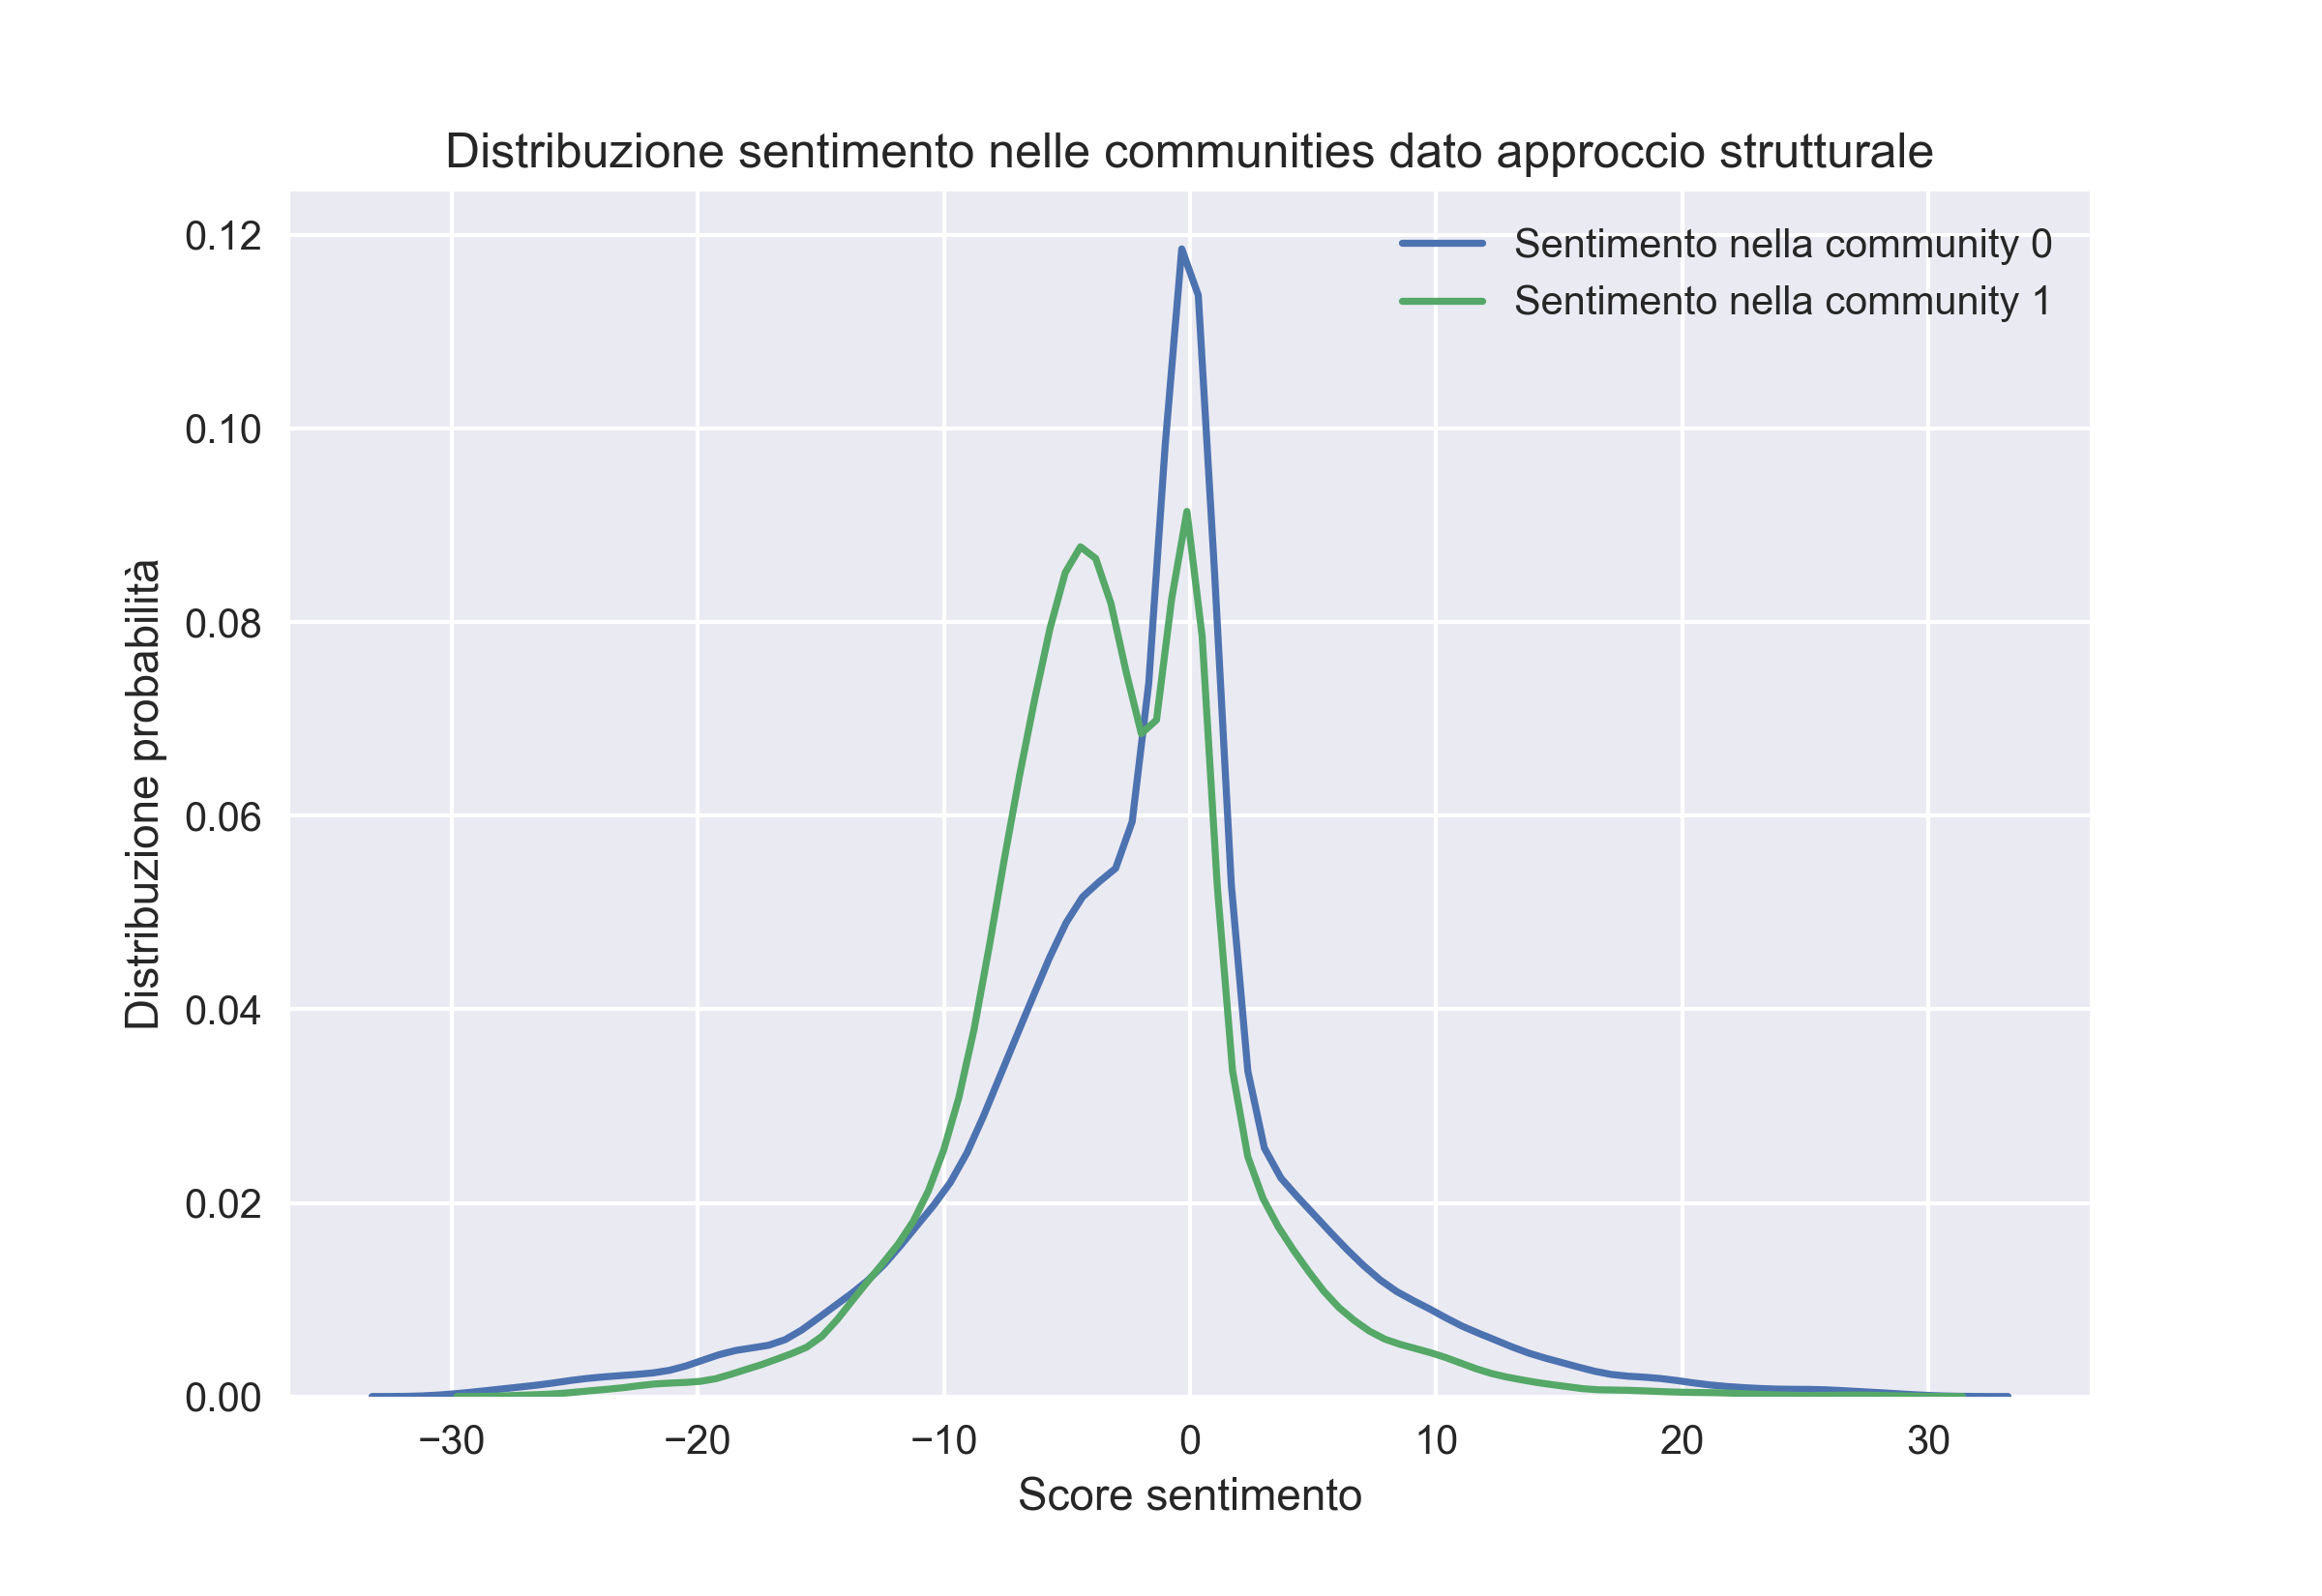 Distribuzione sentimento nelle communities dato approccio strutturale
Sentimento nella community 0
Sentimento nella community 1
Distribuzione probabilità
0.12
0.10
0.08
0.06
0.04
0.02
0.00
−30 −20 −10 0 10 20 30
Score sentimento